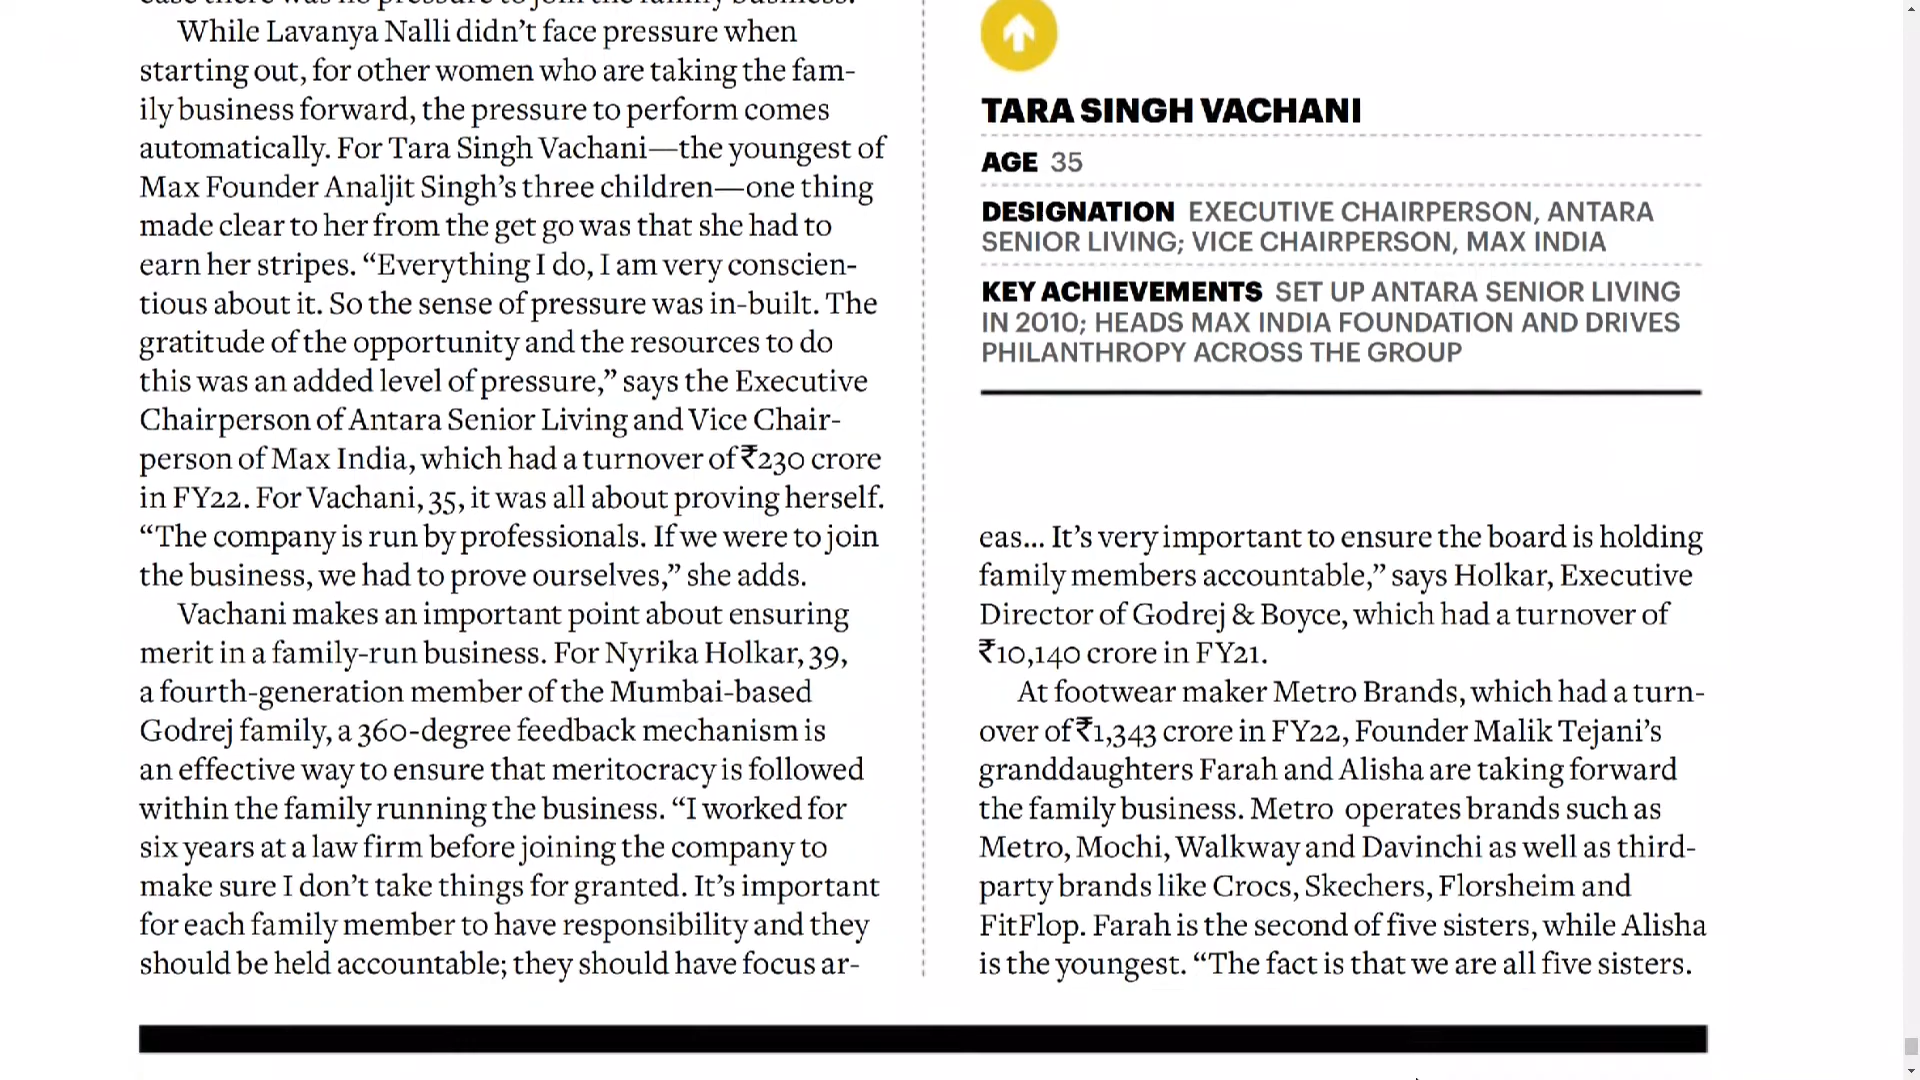 While Lavanya Nalli didn’t face pressure when
starting out, for other women who are taking the fam-
ily business forward, the pressure to perform comes
automatically. For Tara Singh Vachani—the youngest of
Max Founder Analjit Singh’s three children—one thing
made clear to her from the get go was that she had to
earn her stripes. “Everything I do, I am very conscien-
tious about it. So the sense of pressure was in-built. The
gratitude of the opportunity and the resources to do
this was an added level of pressure,” says the Executive
Chairperson of Antara Senior Living and Vice Chair-
person of Max India, which had a turnover of ₹230 crore
in FY22. For Vachani, 35, it was all about proving herself.
“The company is run by professionals. If we were to join
the business, we had to prove ourselves,” she adds.
Vachani makes an important point about ensuring
merit in a family-run business. For Nyrika Holkar, 39,
a fourth-generation member of the Mumbai-based
Godrej family, a 360-degree feedback mechanism is
an effective way to ensure that meritocracy is followed
within the family running the business. “I worked for
six years at a law firm before joining the company to
make sure I don’t take things for granted. It’s important
for each family member to have responsibility and they
should be held accountable; they should have focus ar-
TARA SINGH VACHANI
AGE 35
DESIGNATION EXECUTIVE CHAIRPERSON, ANTARA
SENIOR LIVING; VICE CHAIRPERSON, MAX INDIA
KEY ACHIEVEMENTS SET UP ANTARA SENIOR LIVING
IN 2010; HEADS MAX INDIA FOUNDATION AND DRIVES
PHILANTHROPY ACROSS THE GROUP
eas... It’s very important to ensure the board is holding
family members accountable,” says Holkar, Executive
Director of Godrej & Boyce, which had a turnover of
₹10,140 crore in FY21.
At footwear maker Metro Brands, which had a turn-
over of ₹1,343 crore in FY22, Founder Malik Tejani’s
granddaughters Farah and Alisha are taking forward
the family business. Metro operates brands such as
Metro, Mochi, Walkway and Davinchi as well as third-
party brands like Crocs, Skechers, Florsheim and
FitFlop. Farah is the second of five sisters, while Alisha
is the youngest. “The fact is that we are all five sisters.